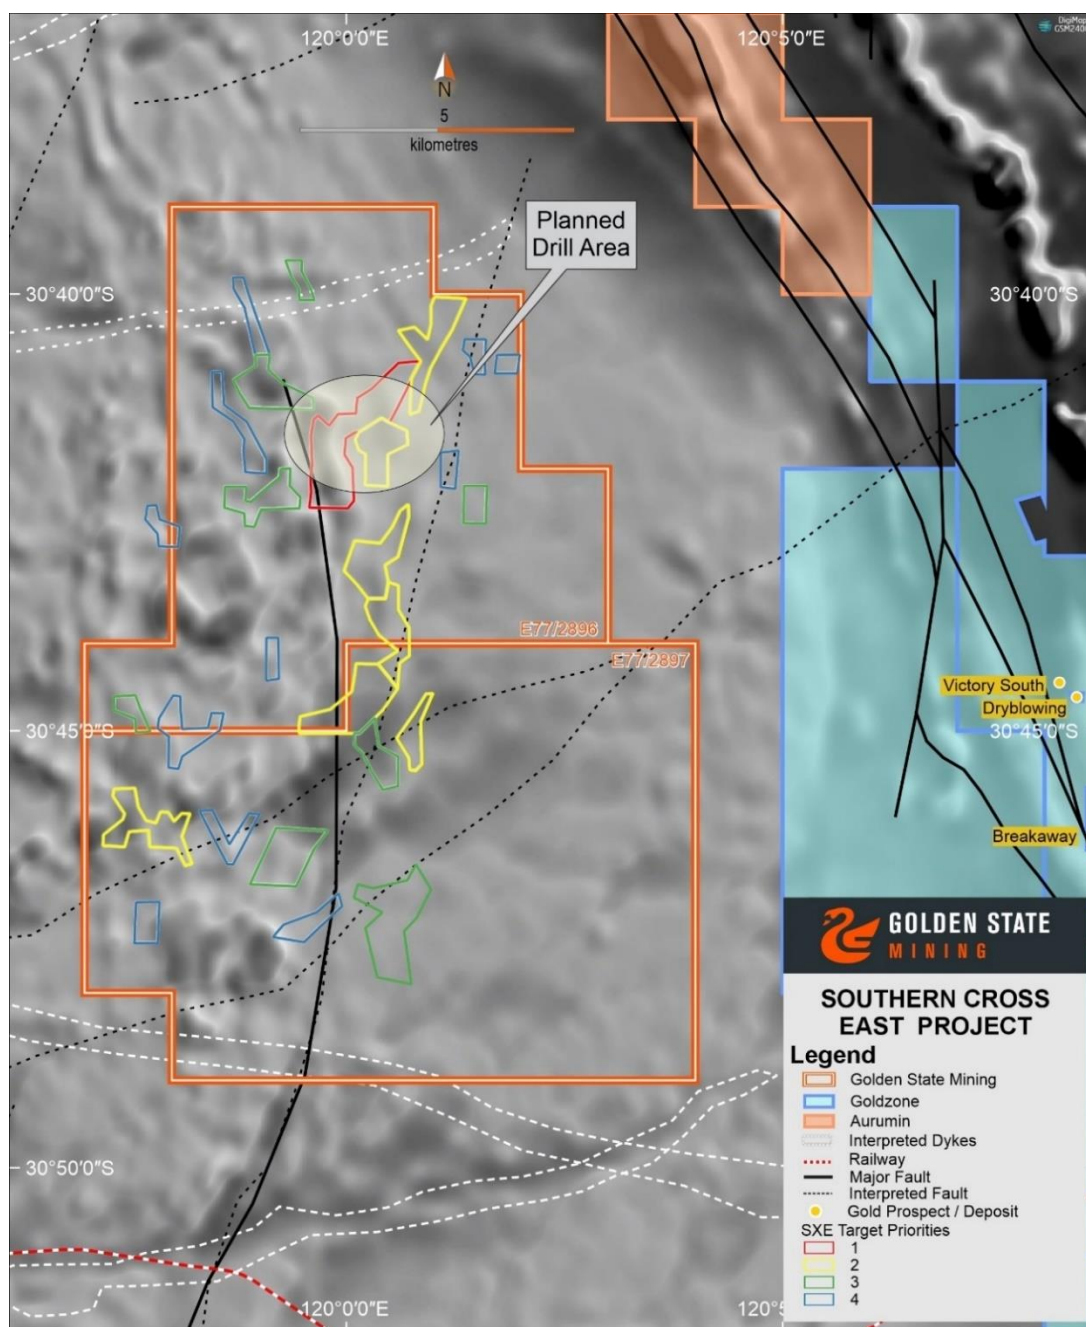 120°0′0″E
120°5′0″E
DigiMap
N
5
kilometres
Planned
Drill Area
30°40′0″S
30°40′0″S
E77/2896
E77/2897
Victory South
Dryblowing
30°45′0″S
30°45′0″S
Breakaway
GOLDEN STATE
MINING
SOUTHERN CROSS
EAST PROJECT
Legend
Golden State Mining
Goldzone
Aurumin
Interpreted Dykes
Railway
Major Fault
Interpreted Fault
Gold Prospect / Deposit
SXE Target Priorities
1
2
3
4
30°50′0″S
120°0′0″E